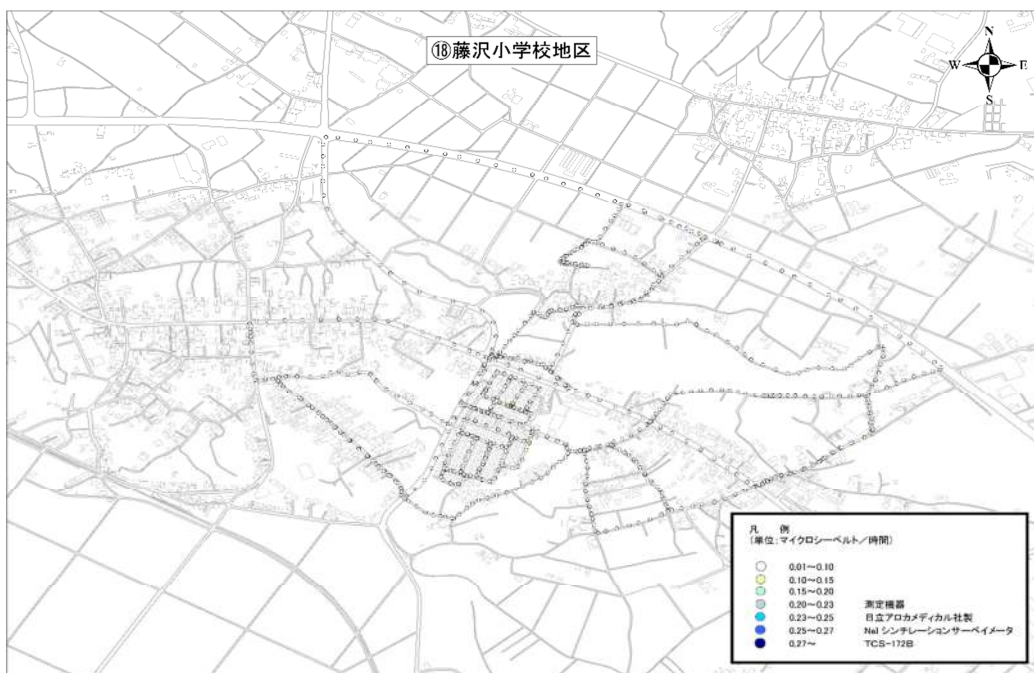 ⑱藤沢小学校地区
N
W
E
S
凡 例
(単位:マイクロシーベルト/時間)
0.01~0.10
0.10~0.15
0.15~0.20
0.20~0.23 測定機器
0.23~0.25 日立アロカメディカル社製
0.25~0.27 NaI シンチレーションサーベイメータ
0.27~ TCS-172B